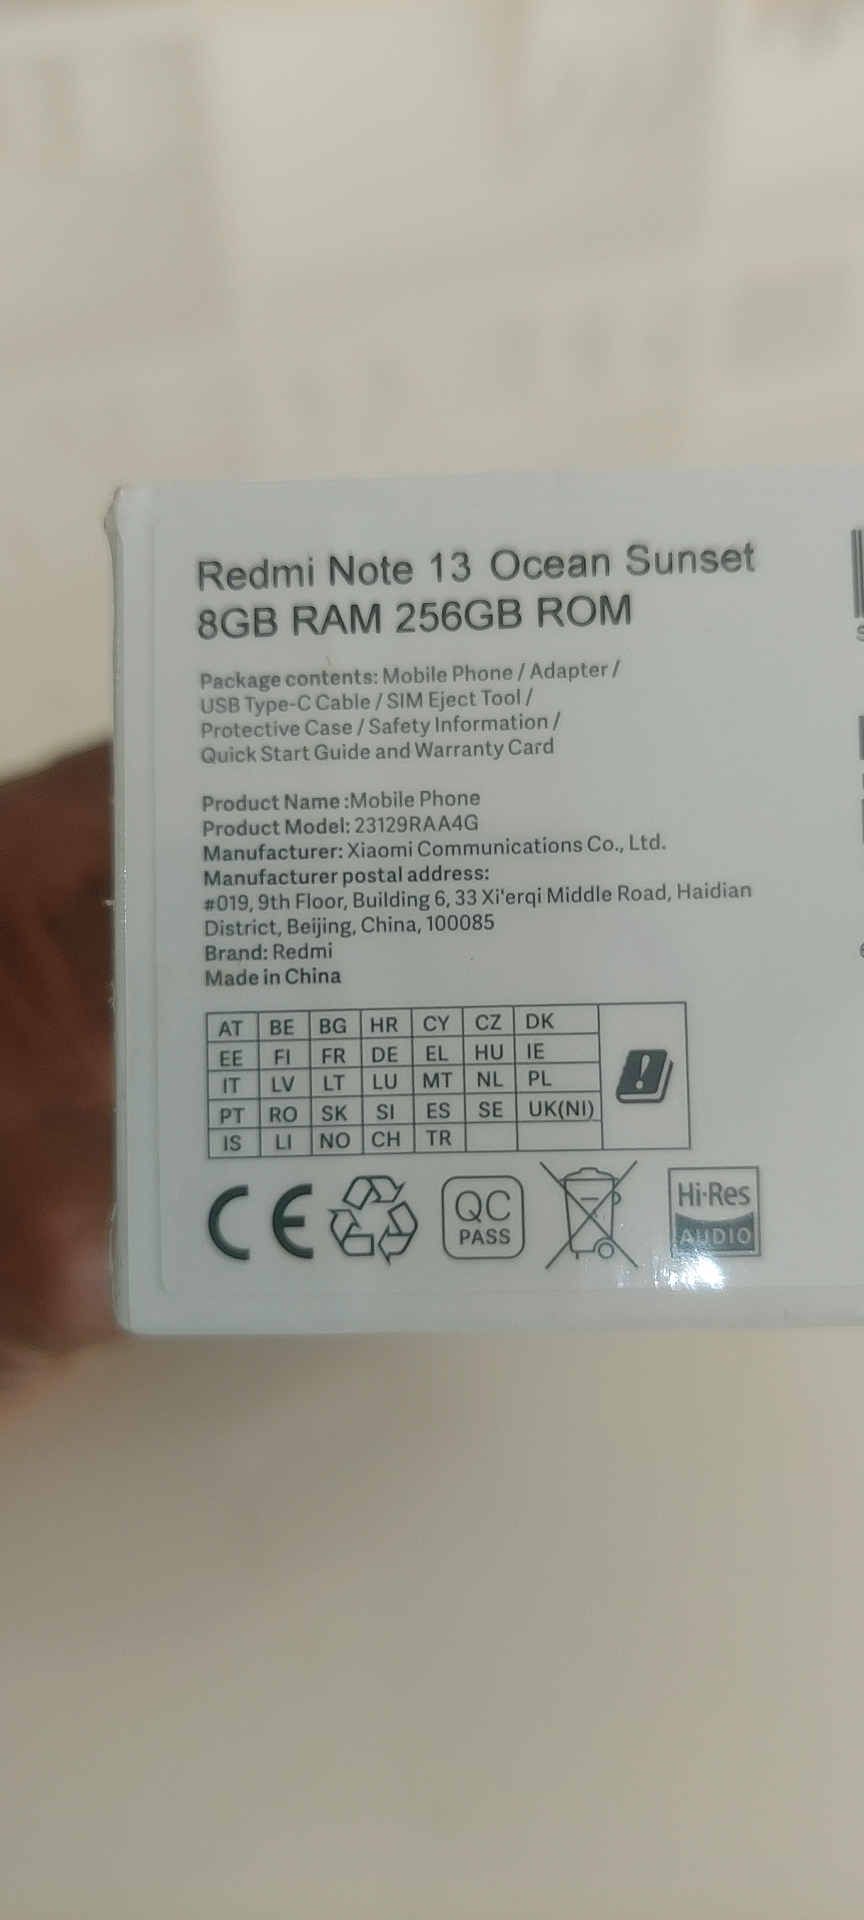 Redmi Note 13 Ocean Sunset
8GB RAM 256GB ROM
Package contents: Mobile Phone / Adapter /
USB Type-C Cable / SIM Eject Tool /
Protective Case / Safety Information /
Quick Start Guide and Warranty Card
Product Name :Mobile Phone
Product Model: 23129RAA4G
Manufacturer: Xiaomi Communications Co., Ltd.
Manufacturer postal address:
#019, 9th Floor, Building 6, 33 Xi'erqi Middle Road, Haidian
District, Beijing, China, 100085
Brand: Redmi
Made in China
AT BE BG HR CY CZ DK
EE FI FR DE EL HU IE
IT LV LT LU MT NL PL
PT RO SK SI ES SE UK(NI)
IS LI NO CH TR
CE
QC
PASS
Hi-Res
AUDIO